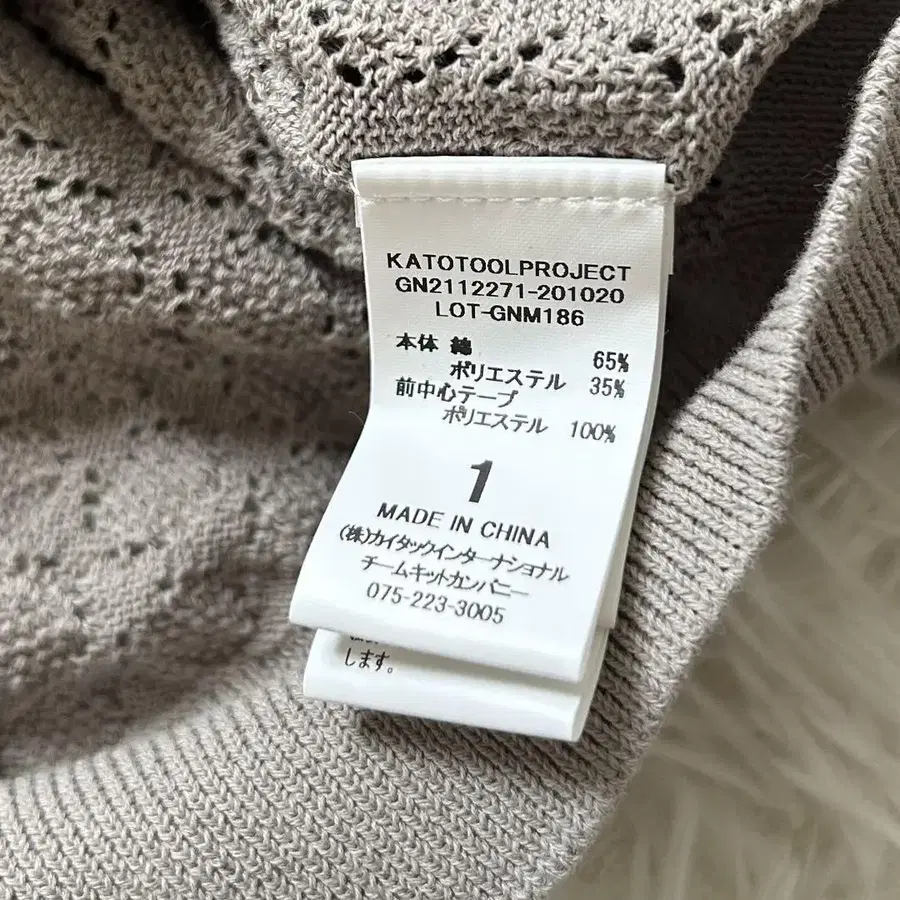 KATOTOOLPROJECT
GN2112271-201020
LOT-GNM186
本体 綿 65%
ポリエステル 35%
前中心テープ
ポリエステル 100%
1
MADE IN CHINA
(株)カイタックインターナショナル
チームキットカンパニー
075-223-3005
します。